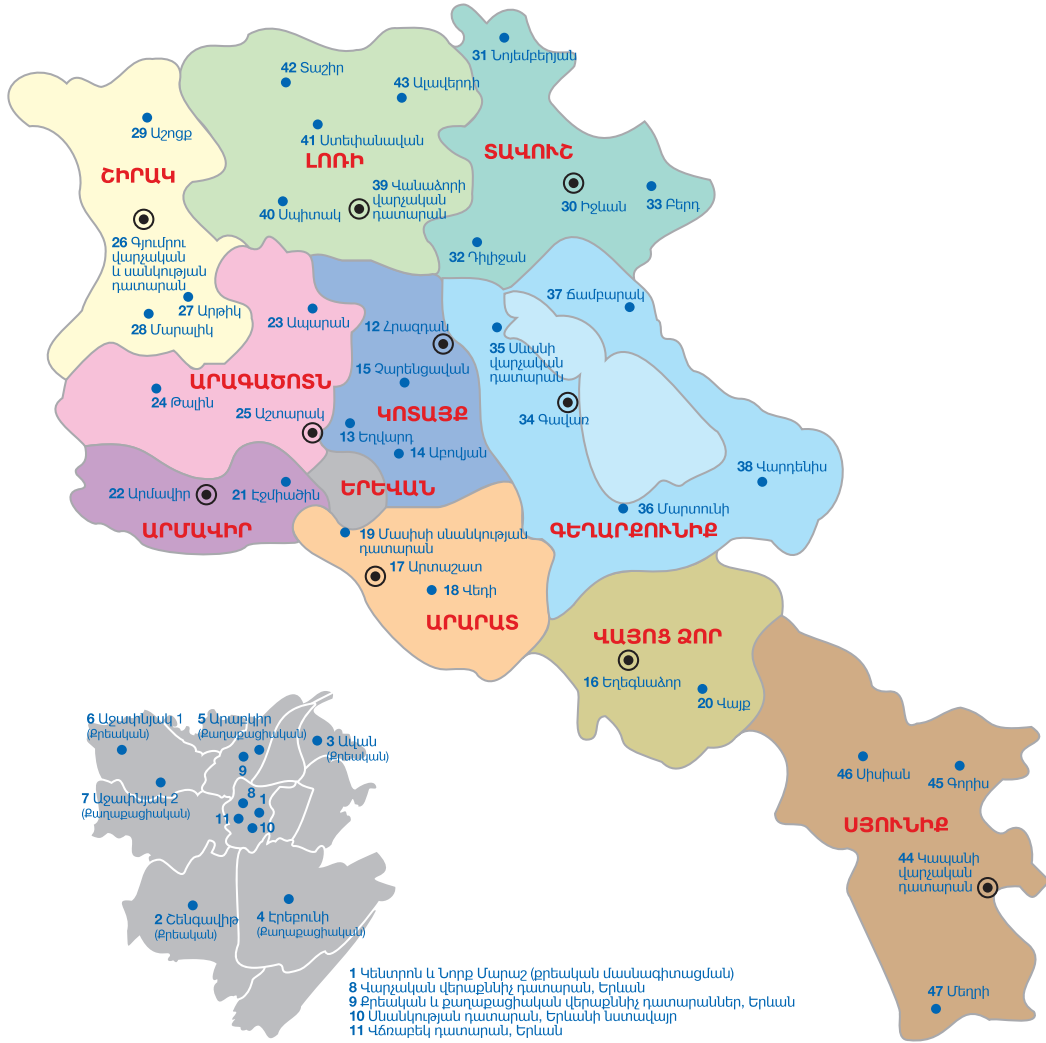 31 Նոյեմբերյան
42 Տաշիր
43 Ալավերդի
29 Աշոցք
41 Ստեփանավան
ՏԱՎՈՒՇ
ԼՈՌԻ
ՇԻՐԱԿ
39 Վանաձորի
վարչական
դատարան
40 Սպիտակ
30 Իջևան
33 Բերդ
26 Գյումրու
վարչական
և սանկության
դատարան
32 Դիլիջան
37 Ճամբարակ
27 Արթիկ
28 Մարալիկ
23 Ապարան
12 Հրազդան
35 Սևանի
վարչական
դատարան
15 Չարենցավան
ԱՐԱԳԱԾՈՏՆ
24 Թալին
25 Աշտարակ
ԿՈՏԱՅՔ
34 Գավառ
13 Եղվարդ
14 Աբովյան
38 Վարդենիս
ԵՐԵՎԱՆ
22 Արմավիր
21 Էջմիածին
36 Մարտունի
ԱՐՄԱՎԻՐ
ԳԵՂԱՐՔՈՒՆԻՔ
19 Մասիսի սնանկության
դատարան
17 Արտաշատ
18 Վեդի
ԱՐԱՐԱՏ
ՎԱՅՈՑ ՁՈՐ
16 Եղեգնաձոր
20 Վայք
6 Աջափնյակ 1
(Քրեական)
5 Արաբկիր
(Քաղաքացիական)
3 Ավան
(Քրեական)
9
46 Սիսիան
45 Գորիս
7 Աջափնյակ 2
(Քաղաքացիական)
8
1
11
10
ՍՅՈՒՆԻՔ
44 Կապանի
վարչական
դատարան
2 Շենգավիթ
(Քրեական)
4 Էրեբունի
(Քաղաքացիական)
47 Մեղրի
1 Կենտրոն և Նորք Մարաշ (քրեական մասնագիտացման)
8 Վարչական վերաքննիչ դատարան, Երևան
9 Քրեական և քաղաքացիական վերաքննիչ դատարաններ, Երևան
10 Սնանկության դատարան, Երևանի նստավայր
11 Վճռաբեկ դատարան, Երևան